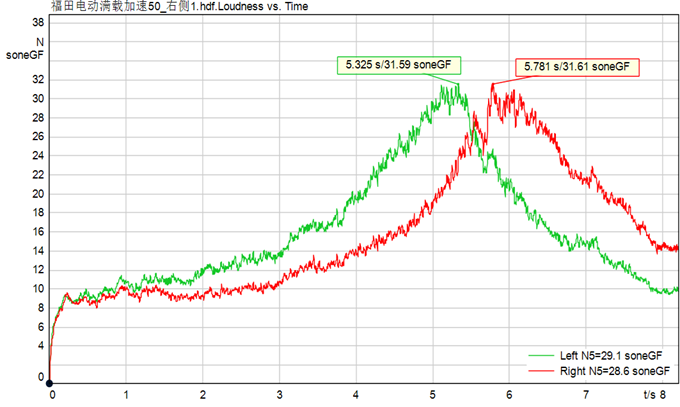 福田电动满载加速50_右侧1.hdf.Loudness vs. Time
38
N
soneGF
32
30
28
26
24
22
20
18
16
14
12
10
8
6
4
2
0
5.325 s/31.59 soneGF
5.781 s/31.61 soneGF
Left N5=29.1 soneGF
Right N5=28.6 soneGF
0 1 2 3 4 5 6 7 t/s 8